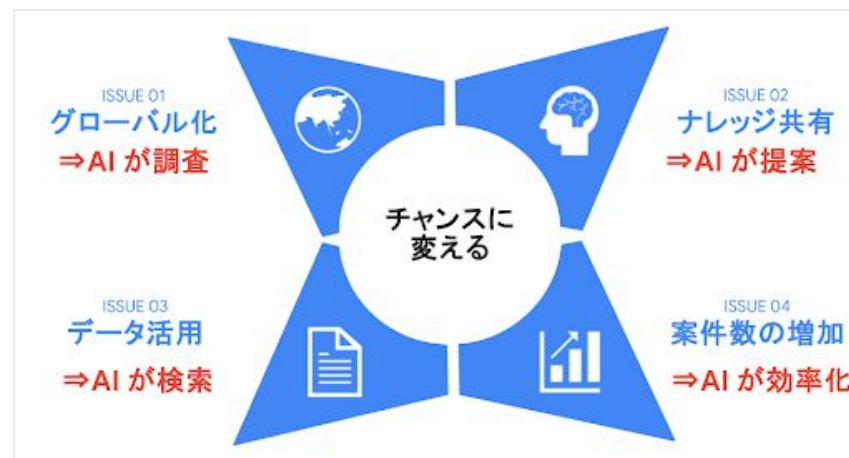 ISSUE 01
グローバル化
⇒AI が調査
ISSUE 02
ナレッジ共有
⇒AI が提案
チャンスに
変える
ISSUE 03
データ活用
⇒AI が検索
ISSUE 04
案件数の増加
⇒AI が効率化